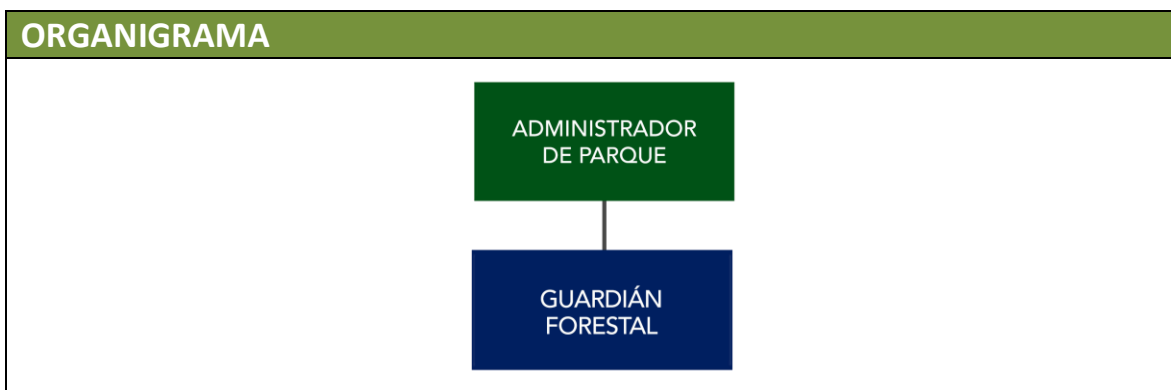 ORGANIGRAMA
ADMINISTRADOR
DE PARQUE
GUARDIÁN
FORESTAL